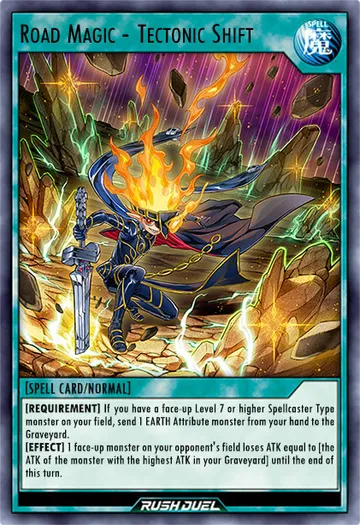 ROAD MAGIC - TECTONIC SHIFT
SPELL
魔
[SPELL CARD/NORMAL]
[REQUIREMENT] If you have a face-up Level 7 or higher Spellcaster Type
monster on your field, send 1 EARTH Attribute monster from your hand to the
Graveyard.
[EFFECT] 1 face-up monster on your opponent's field loses ATK equal to [the
ATK of the monster with the highest ATK in your Graveyard] until the end of
this turn.
RUSH DUEL